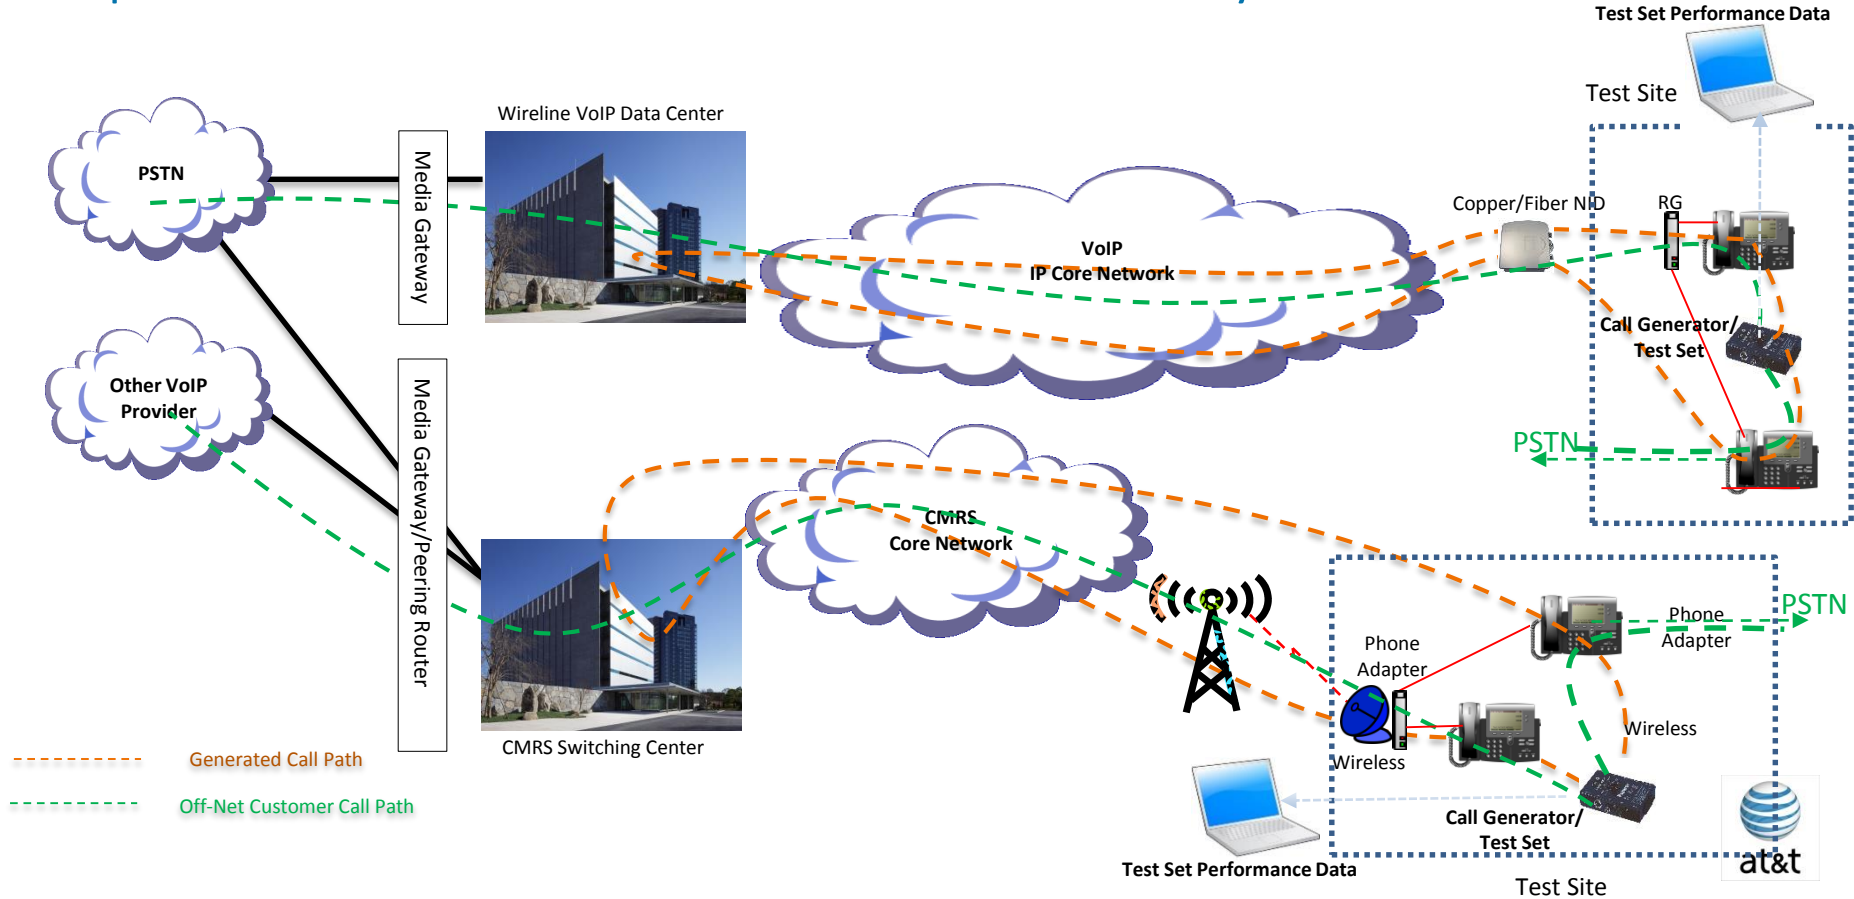 Test Set Performance Data
Test Site
Wireline VoIP Data Center
PSTN
Media Gateway
VoIP
IP Core Network
Copper/Fiber NID
RG
Call Generator/
Test Set
PSTN
Other VoIP
Provider
Media Gateway/Peering Router
CMRS
Core Network
CMRS Switching Center
Phone
Adapter
Wireless
Phone
Adapter
PSTN
Wireless
Call Generator/
Test Set
Test Set Performance Data
Test Site
Generated Call Path
Off-Net Customer Call Path
at&t